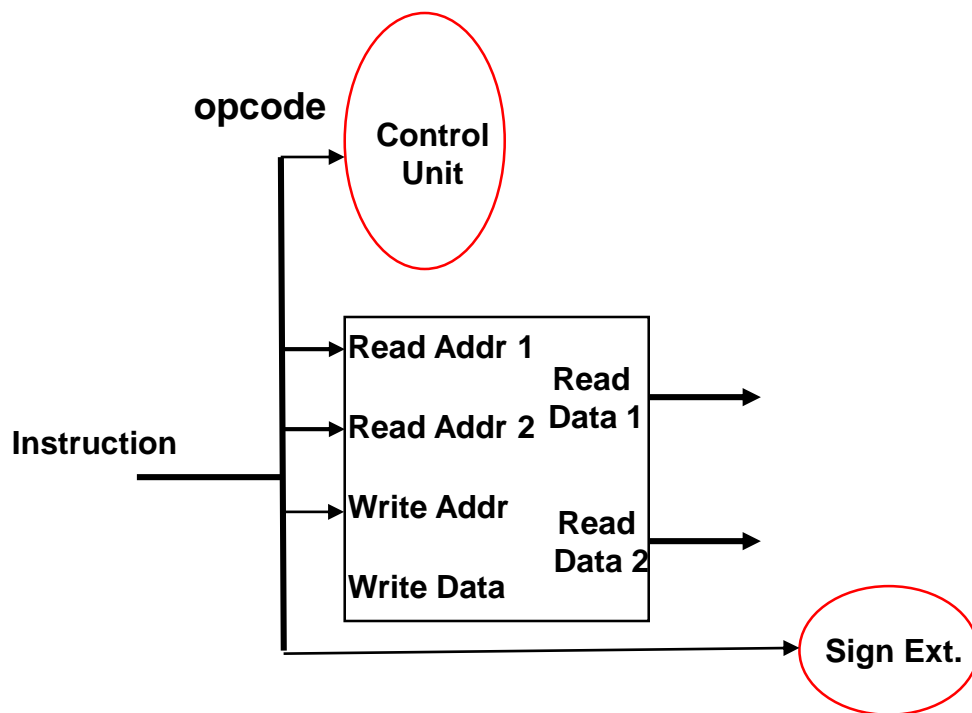 opcode
Control
Unit
Read Addr 1
Read
Data 1
Read Addr 2
Instruction
Write Addr
Read
Data 2
Write Data
Sign Ext.